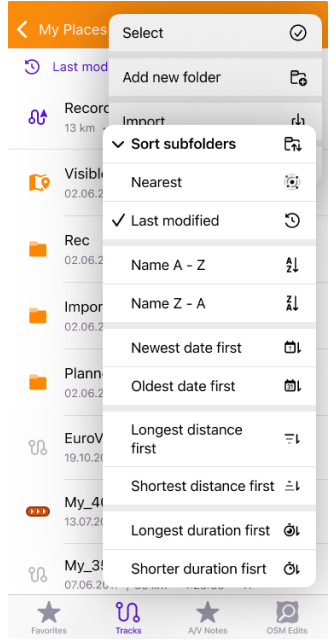 My Places
Select
Last mod
Add new folder
Record
13 km
Import
Sort subfolders
Visible
02.06.2
Nearest
Last modified
Rec
02.06.2
Name A - Z
Name Z - A
Impor
02.06.2
Newest date first
Plann
02.06.2
Oldest date first
Longest distance
first
EuroV
19.10.20
Shortest distance first
My_40
13.07.20
Longest duration first
My_35
Shorter duration fisrt
07.06.20
Favorites
Tracks
A/V Notes
OSM Edits